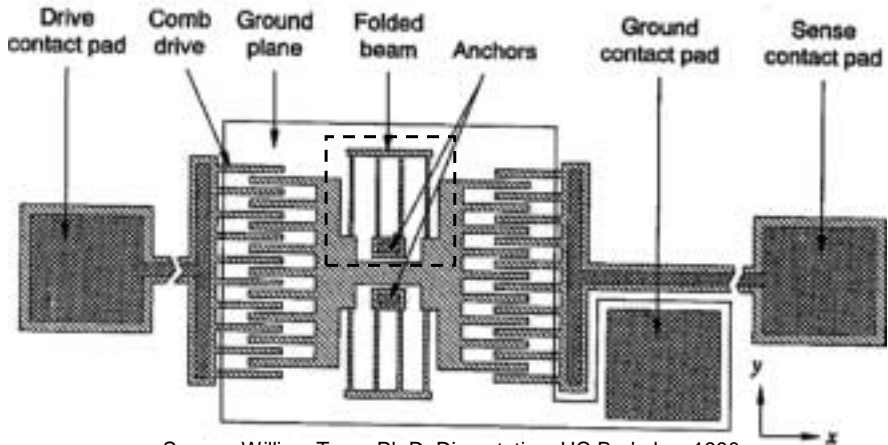 Drive
contact pad
Comb
drive
Ground
plane
Folded
beam
Anchors
Ground
contact pad
Sense
contact pad
y
x